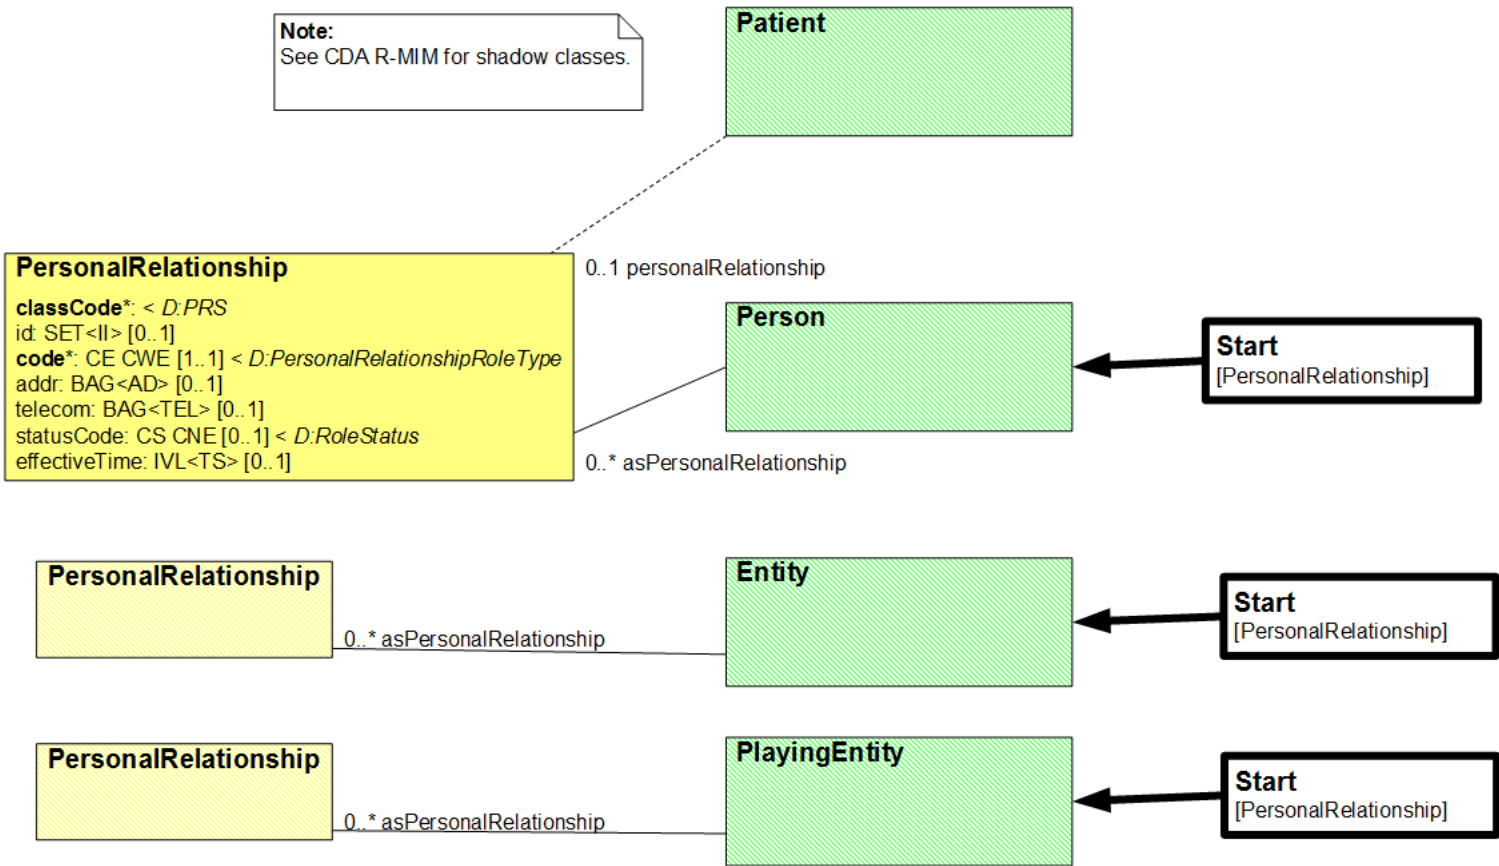 Note:
See CDA R-MIM for shadow classes.
Patient
PersonalRelationship
classCode*: < D:PRS
id: SET<II> [0..1]
code*: CE CWE [1..1] < D:PersonalRelationshipRoleType
addr: BAG<AD> [0..1]
telecom: BAG<TEL> [0..1]
statusCode: CS CNE [0..1] < D:RoleStatus
effectiveTime: IVL<TS> [0..1]
0..1 personalRelationship
Person
Start
[PersonalRelationship]
0..* asPersonalRelationship
PersonalRelationship
0..* asPersonalRelationship
Entity
Start
[PersonalRelationship]
PersonalRelationship
0..* asPersonalRelationship
PlayingEntity
Start
[PersonalRelationship]